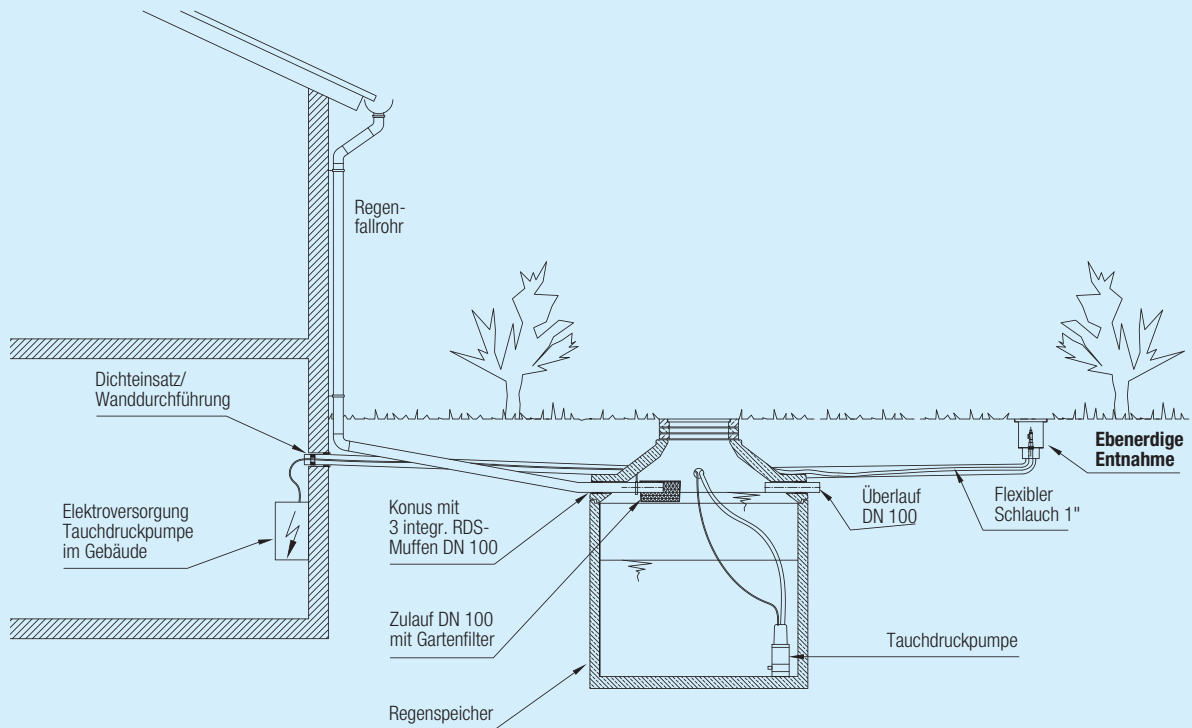 Regen-
fallrohr
Dichteinsatz/
Wanddurchführung
Ebenerdige
Entnahme
Elektroversorgung
Tauchdruckpumpe
im Gebäude
Konus mit
3 integr. RDS-
Muffen DN 100
Überlauf
DN 100
Flexibler
Schlauch 1"
Zulauf DN 100
mit Gartenfilter
Tauchdruckpumpe
Regenspeicher